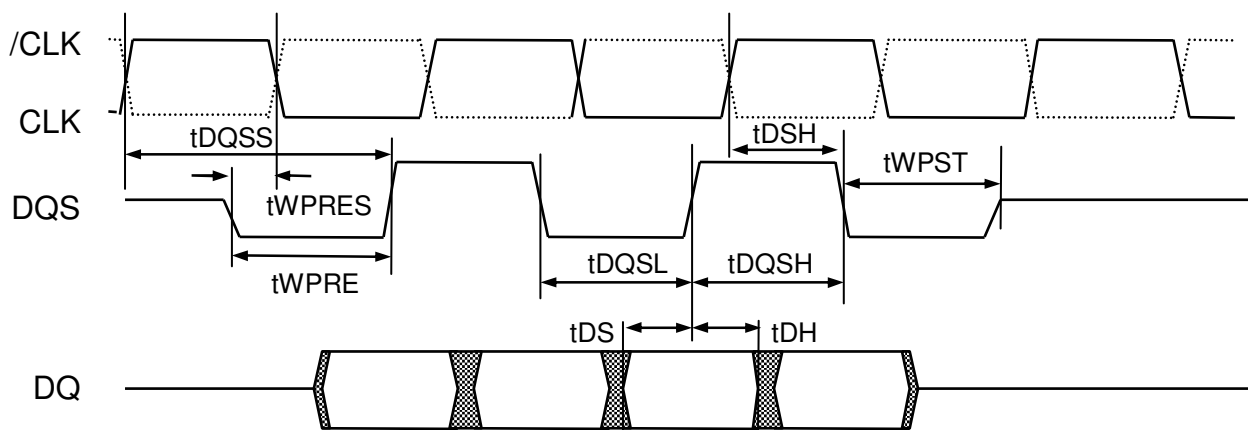 /CLK
CLK
tDQSS
tDSH
tWPST
DQS
tWPRES
tWPRE
tDQSL
tDQSH
tDS
tDH
DQ